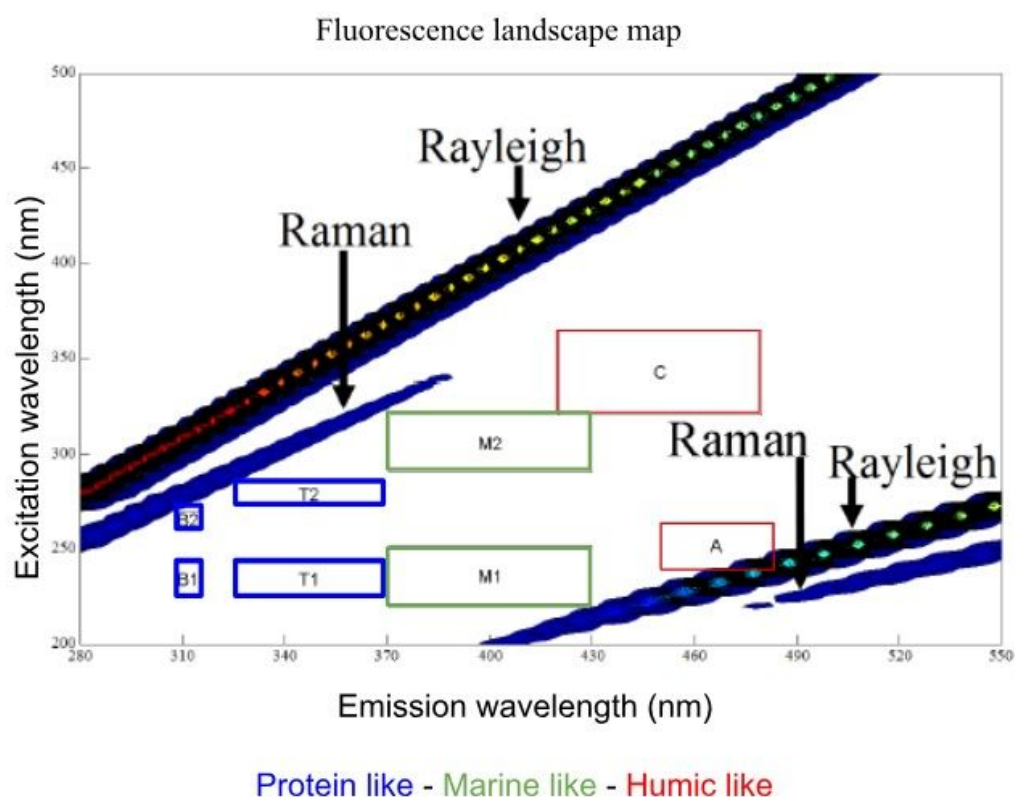 Fluorescence landscape map
500
450
400
350
300
250
200
Excitation wavelength (nm)
Rayleigh
Raman
C
M2
Raman
Rayleigh
T2
B2
A
B1
T1
M1
280
310
340
370
400
430
460
490
520
550
Emission wavelength (nm)
Protein like - Marine like - Humic like